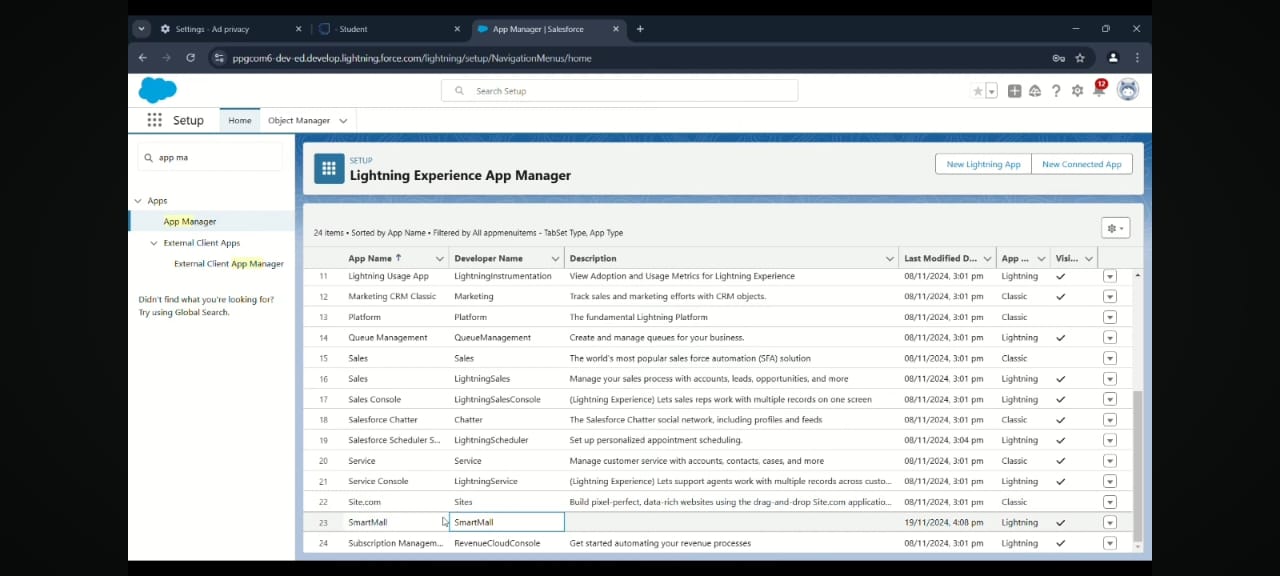 Settings - Ad privacy
- Student
App Manager | Salesforce
ppgcom6-dev-ed.develop.lightning.force.com/lightning/setup/NavigationMenus/home
Search Setup
12
Setup
Home
Object Manager
app ma
Apps
App Manager
External Client Apps
External Client App Manager
Didn't find what you're looking for?
Try using Global Search.
SETUP
Lightning Experience App Manager
New Lightning App
New Connected App
24 items • Sorted by App Name • Filtered by All appmenuitems - TabSet Type, App Type
App Name ↑ Developer Name Description Last Modified D... App ... Visi...
11 Lightning Usage App LightningInstrumentation View Adoption and Usage Metrics for Lightning Experience 08/11/2024, 3:01 pm Lightning
12 Marketing CRM Classic Marketing Track sales and marketing efforts with CRM objects. 08/11/2024, 3:01 pm Classic
13 Platform Platform The fundamental Lightning Platform 08/11/2024, 3:01 pm Classic
14 Queue Management QueueManagement Create and manage queues for your business. 08/11/2024, 3:01 pm Lightning
15 Sales Sales The world's most popular sales force automation (SFA) solution 08/11/2024, 3:01 pm Classic
16 Sales LightningSales Manage your sales process with accounts, leads, opportunities, and more 08/11/2024, 3:01 pm Lightning
17 Sales Console LightningSalesConsole (Lightning Experience) Lets sales reps work with multiple records on one screen 08/11/2024, 3:01 pm Lightning
18 Salesforce Chatter Chatter The Salesforce Chatter social network, including profiles and feeds 08/11/2024, 3:01 pm Classic
19 Salesforce Scheduler S... LightningScheduler Set up personalized appointment scheduling. 08/11/2024, 3:04 pm Lightning
20 Service Service Manage customer service with accounts, contacts, cases, and more 08/11/2024, 3:01 pm Classic
21 Service Console LightningService (Lightning Experience) Lets support agents work with multiple records across custo... 08/11/2024, 3:01 pm Lightning
22 Site.com Sites Build pixel-perfect, data-rich websites using the drag-and-drop Site.com applicatio... 08/11/2024, 3:01 pm Classic
23 SmartMall SmartMall 19/11/2024, 4:08 pm Lightning
24 Subscription Managem... RevenueCloudConsole Get started automating your revenue processes 08/11/2024, 3:01 pm Lightning